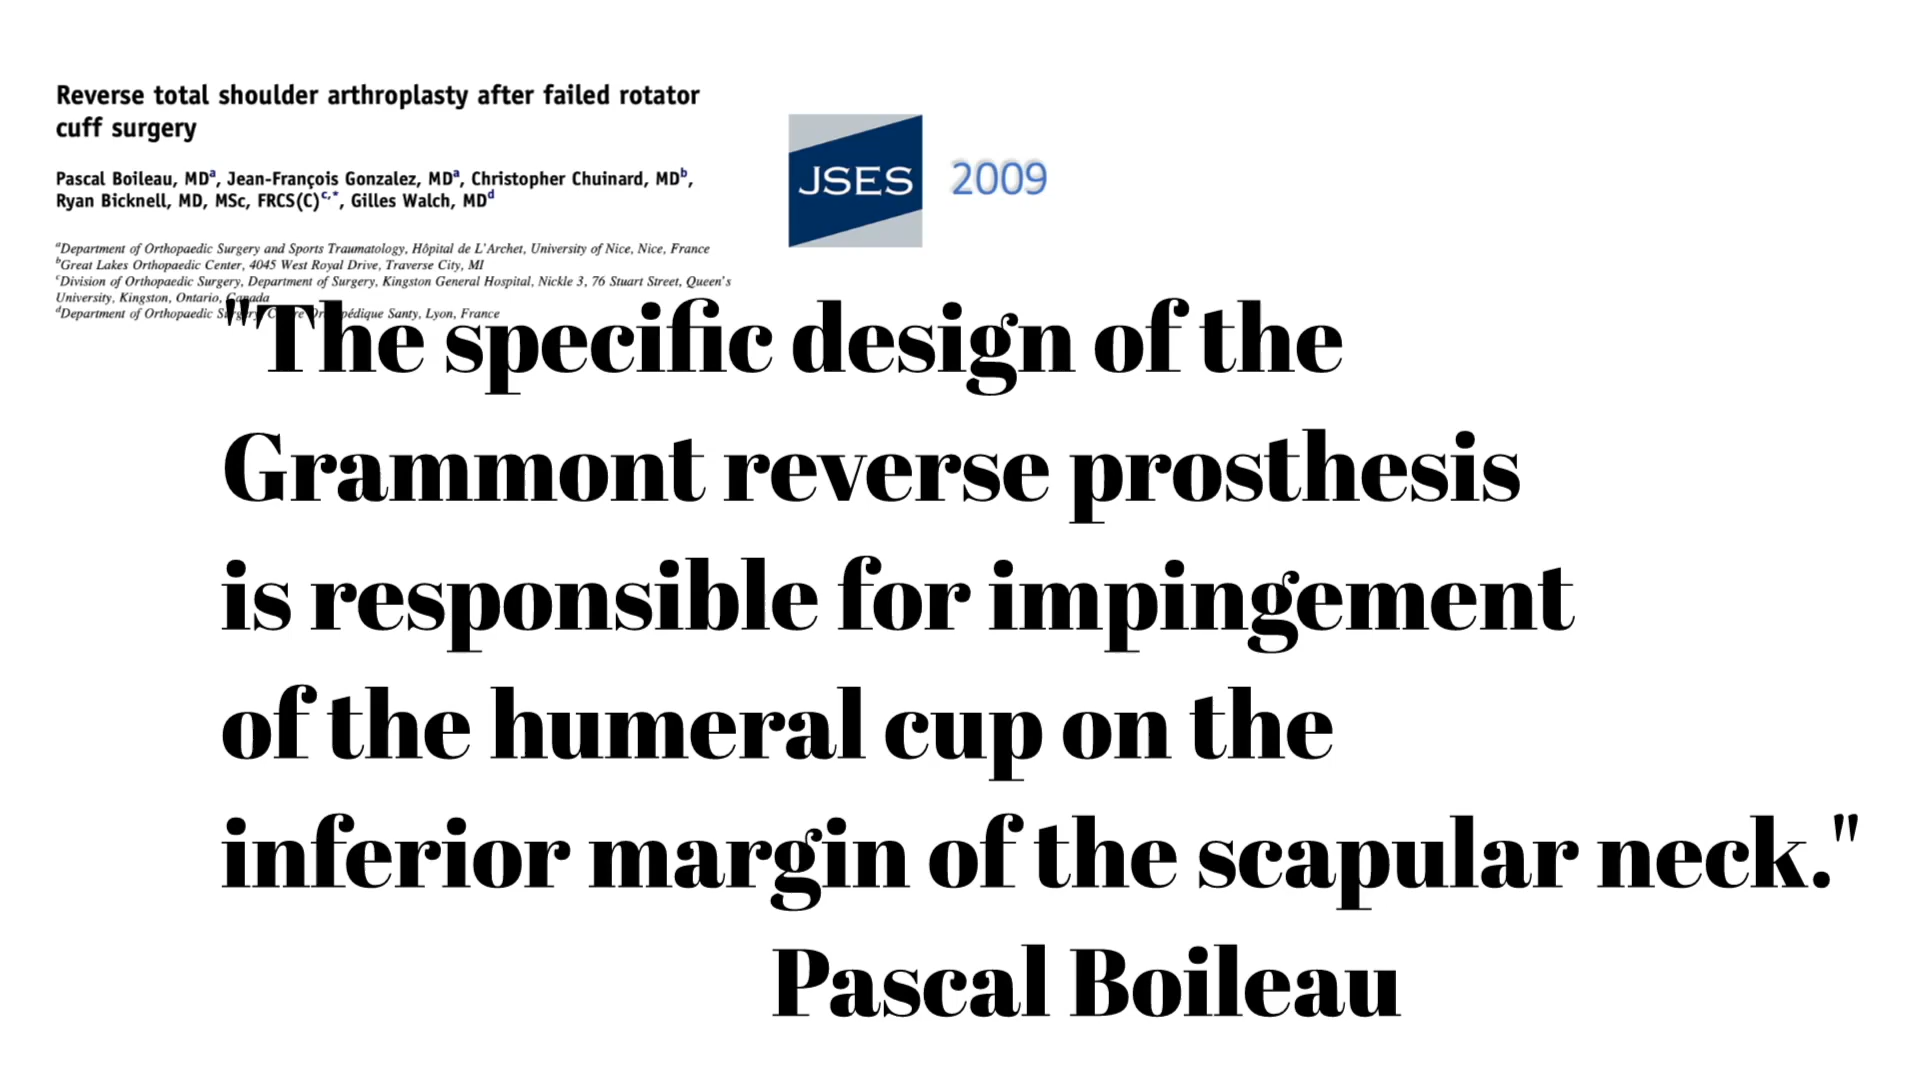 Reverse total shoulder arthroplasty after failed rotator
cuff surgery
Pascal Boileau, MDa, Jean-François Gonzalez, MDa, Christopher Chuinard, MDb,
Ryan Bicknell, MD, MSc, FRCS(C)c,*, Gilles Walch, MDd
JSES
2009
aDepartment of Orthopaedic Surgery and Sports Traumatology, Hôpital de L'Archet, University of Nice, Nice, France
bGreat Lakes Orthopaedic Center, 4045 West Royal Drive, Traverse City, MI
cDivision of Orthopaedic Surgery, Department of Surgery, Kingston General Hospital, Nickle 3, 76 Stuart Street, Queen's
University, Kingston, Ontario, Canada
dDepartment of Orthopaedic Santy, Lyon, France
"The specific design of the
Grammont reverse prosthesis
is responsible for impingement
of the humeral cup on the
inferior margin of the scapular neck."
Pascal Boileau